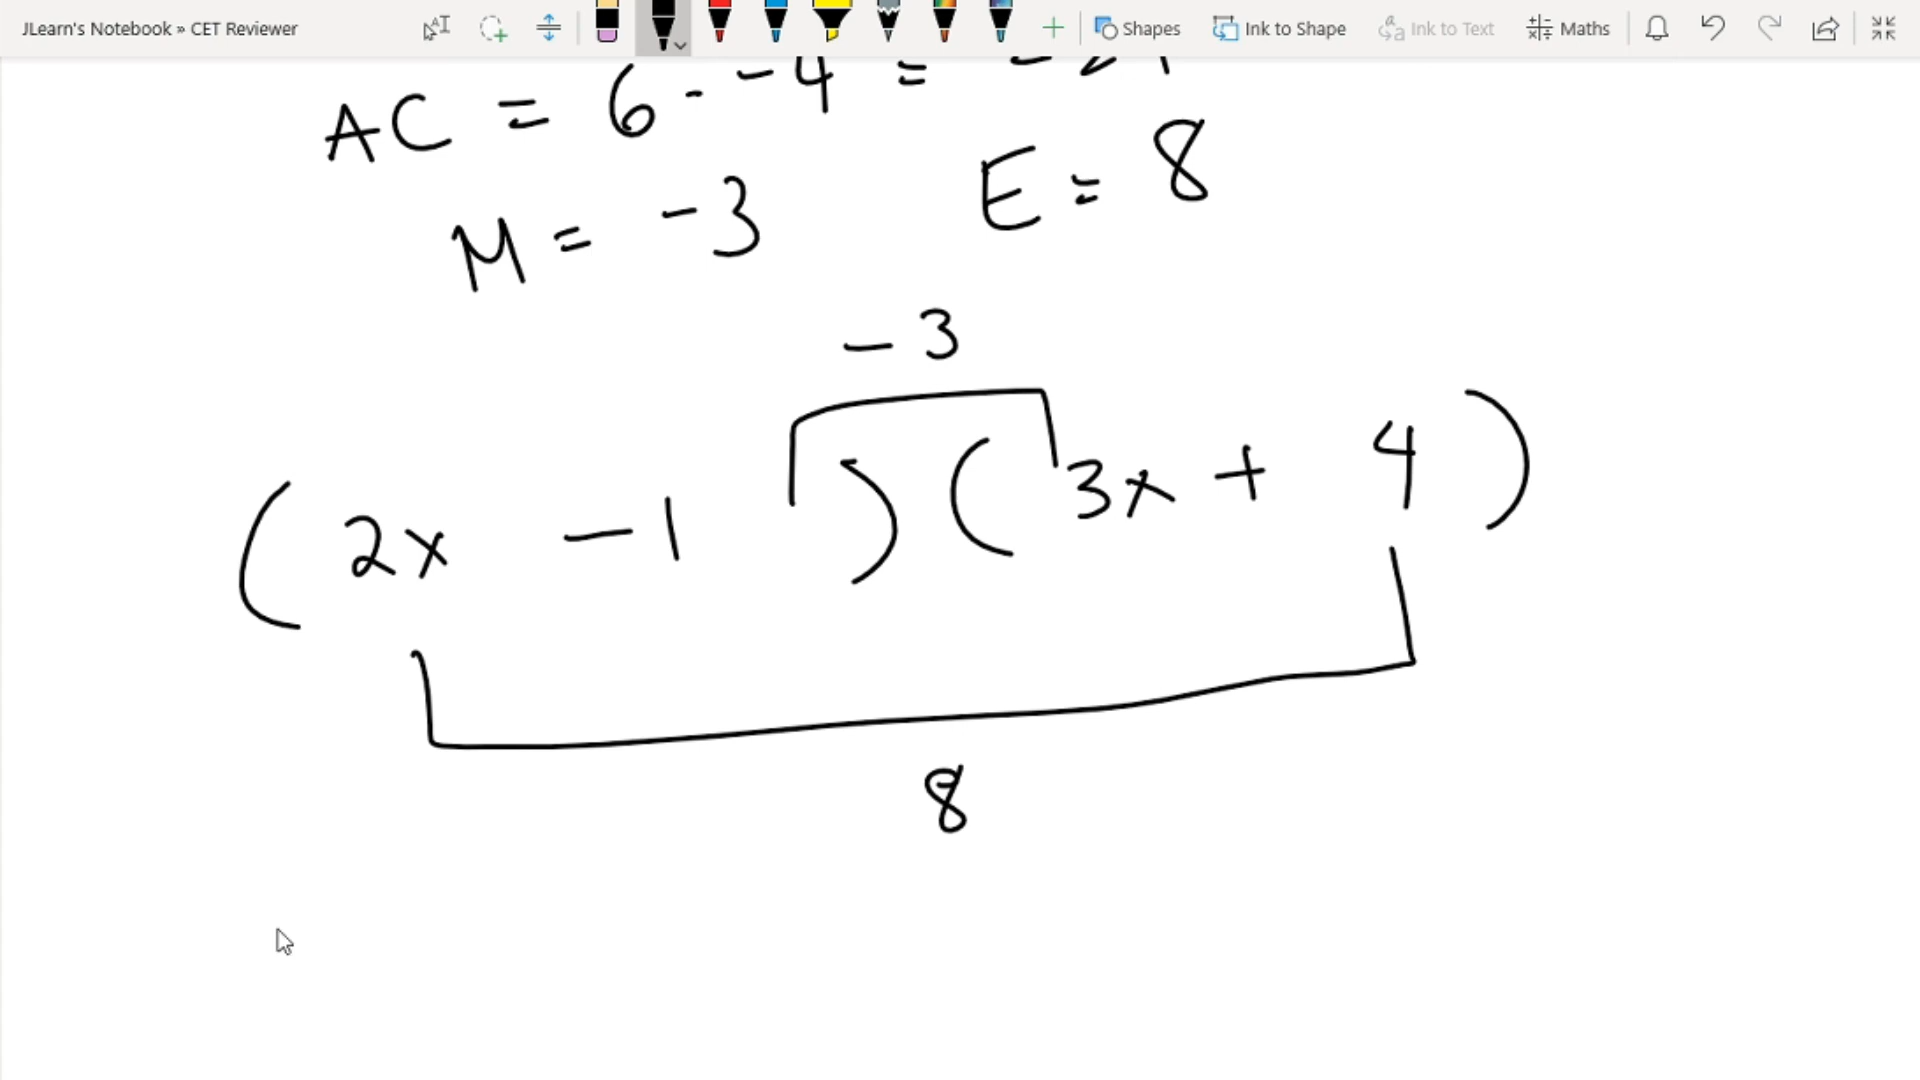 JLearn's Notebook » CET Reviewer Shapes Ink to Shape Ink to Text Maths
AC = 6 · -4 =
M = -3 E = 8
-3
(2x -1)(3x + 4)
8